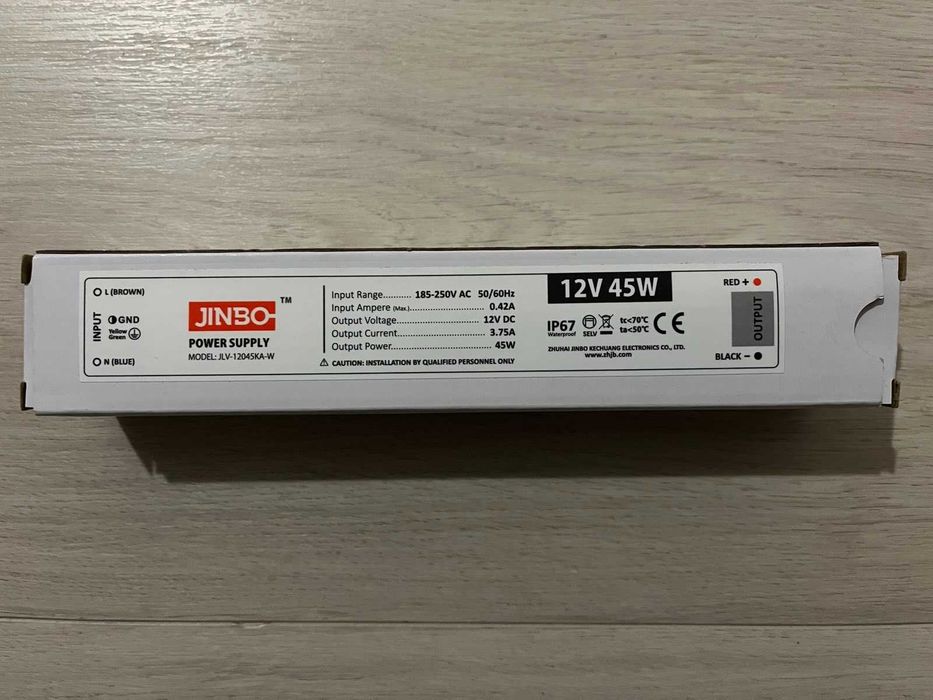 L (BROWN)
INPUT
GND
Yellow
Green
N (BLUE)
JINBO
TM
POWER SUPPLY
MODEL: JLV-12045KA-W
Input Range........... 185-250V AC 50/60Hz
Input Ampere (Max.) 0.42A
Output Voltage 12V DC
Output Current 3.75A
Output Power 45W
⚠ CAUTION: INSTALLATION BY QUALIFIED PERSONNEL ONLY
12V 45W
IP67
Waterproof
SELV
tc<70℃
ta<50℃
CE
ZHUHAI JINBO KECHUANG ELECTRONICS CO., LTD.
www.zhjb.com
RED +
OUTPUT
BLACK −